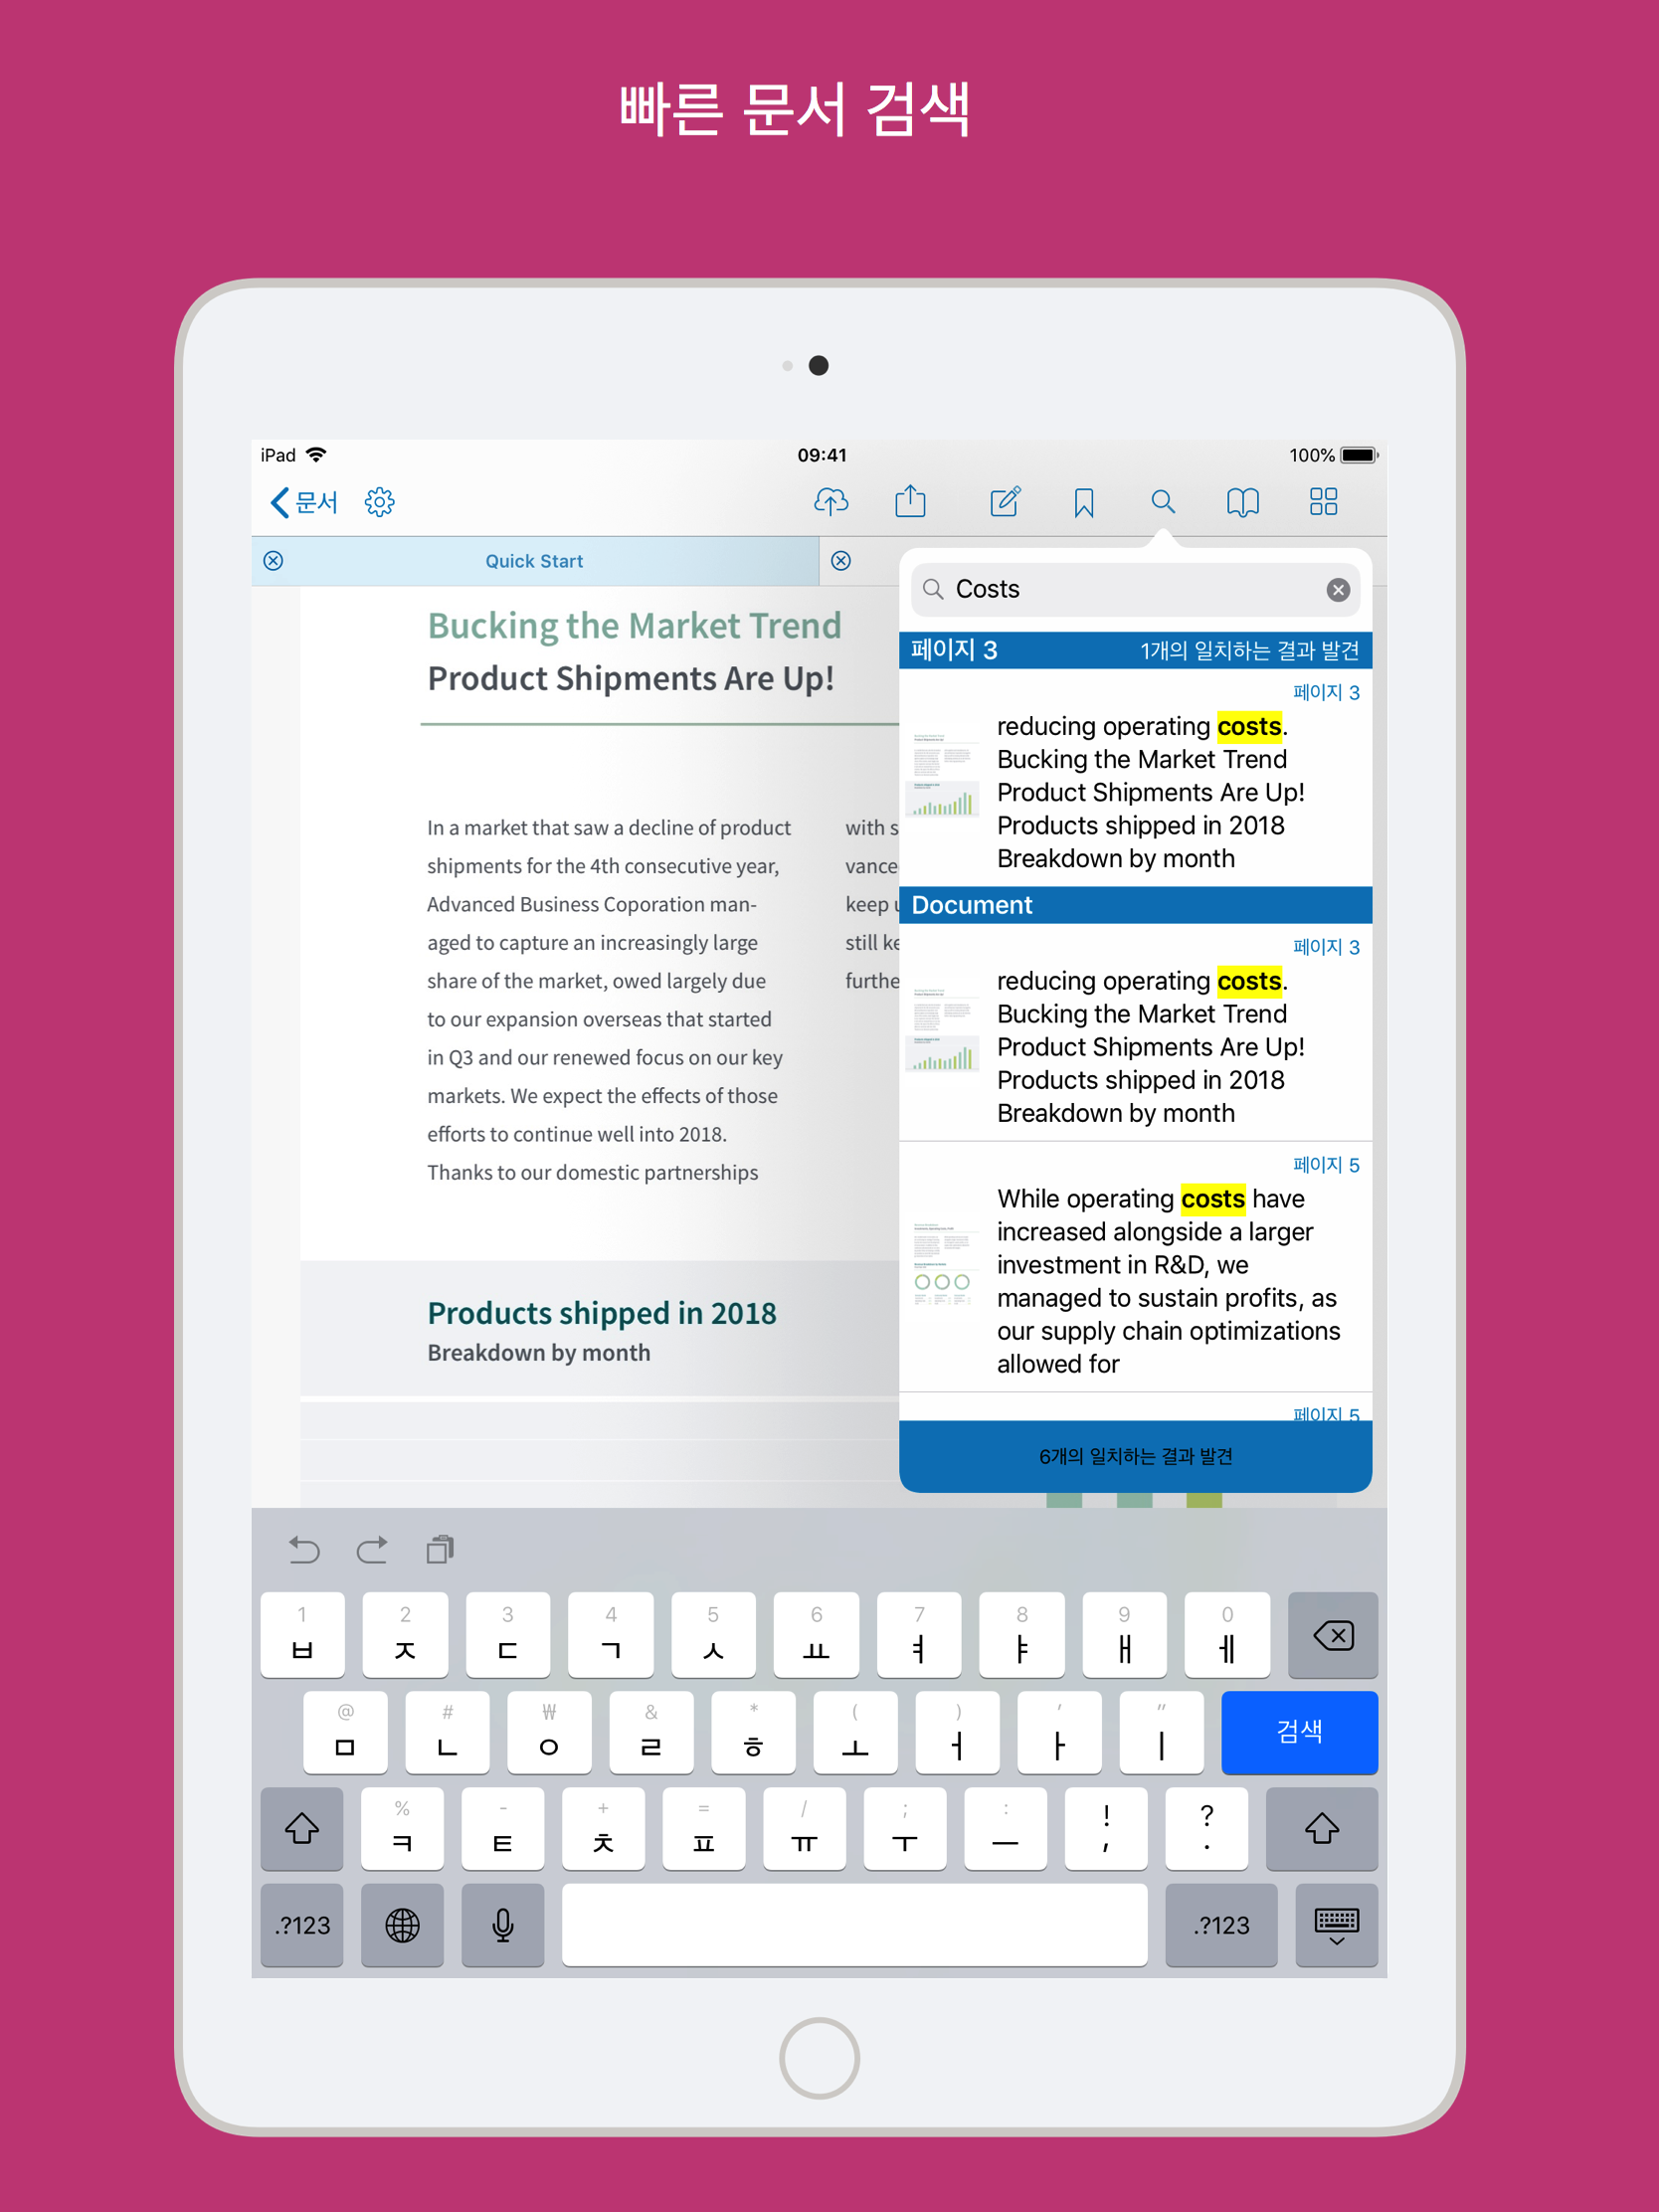 빠른 문서 검색
iPad
09:41
100%
문서
Quick Start
Bucking the Market Trend
Product Shipments Are Up!
In a market that saw a decline of product
shipments for the 4th consecutive year,
Advanced Business Coporation man-
aged to capture an increasingly large
share of the market, owed largely due
to our expansion overseas that started
in Q3 and our renewed focus on our key
markets. We expect the effects of those
efforts to continue well into 2018.
Thanks to our domestic partnerships
with s
vance
keep u
still ke
furthe
Products shipped in 2018
Breakdown by month
Costs
페이지 3
1개의 일치하는 결과 발견
페이지 3
reducing operating costs.
Bucking the Market Trend
Product Shipments Are Up!
Products shipped in 2018
Breakdown by month
Document
페이지 3
reducing operating costs.
Bucking the Market Trend
Product Shipments Are Up!
Products shipped in 2018
Breakdown by month
페이지 5
While operating costs have
increased alongside a larger
investment in R&D, we
managed to sustain profits, as
our supply chain optimizations
allowed for
페이지 5
6개의 일치하는 결과 발견
1 2 3 4 5 6 7 8 9 0
ㅂ ㅈ ㄷ ㄱ ㅅ ㅛ ㅕ ㅑ ㅐ ㅔ
@ # ₩ & * ( ) ’ ”
ㅁ ㄴ ㅇ ㄹ ㅎ ㅗ ㅓ ㅏ ㅣ 검색
% - + = / ; : ! ?
ㅋ ㅌ ㅊ ㅍ ㅠ ㅜ ㅡ , .
.?123 .?123